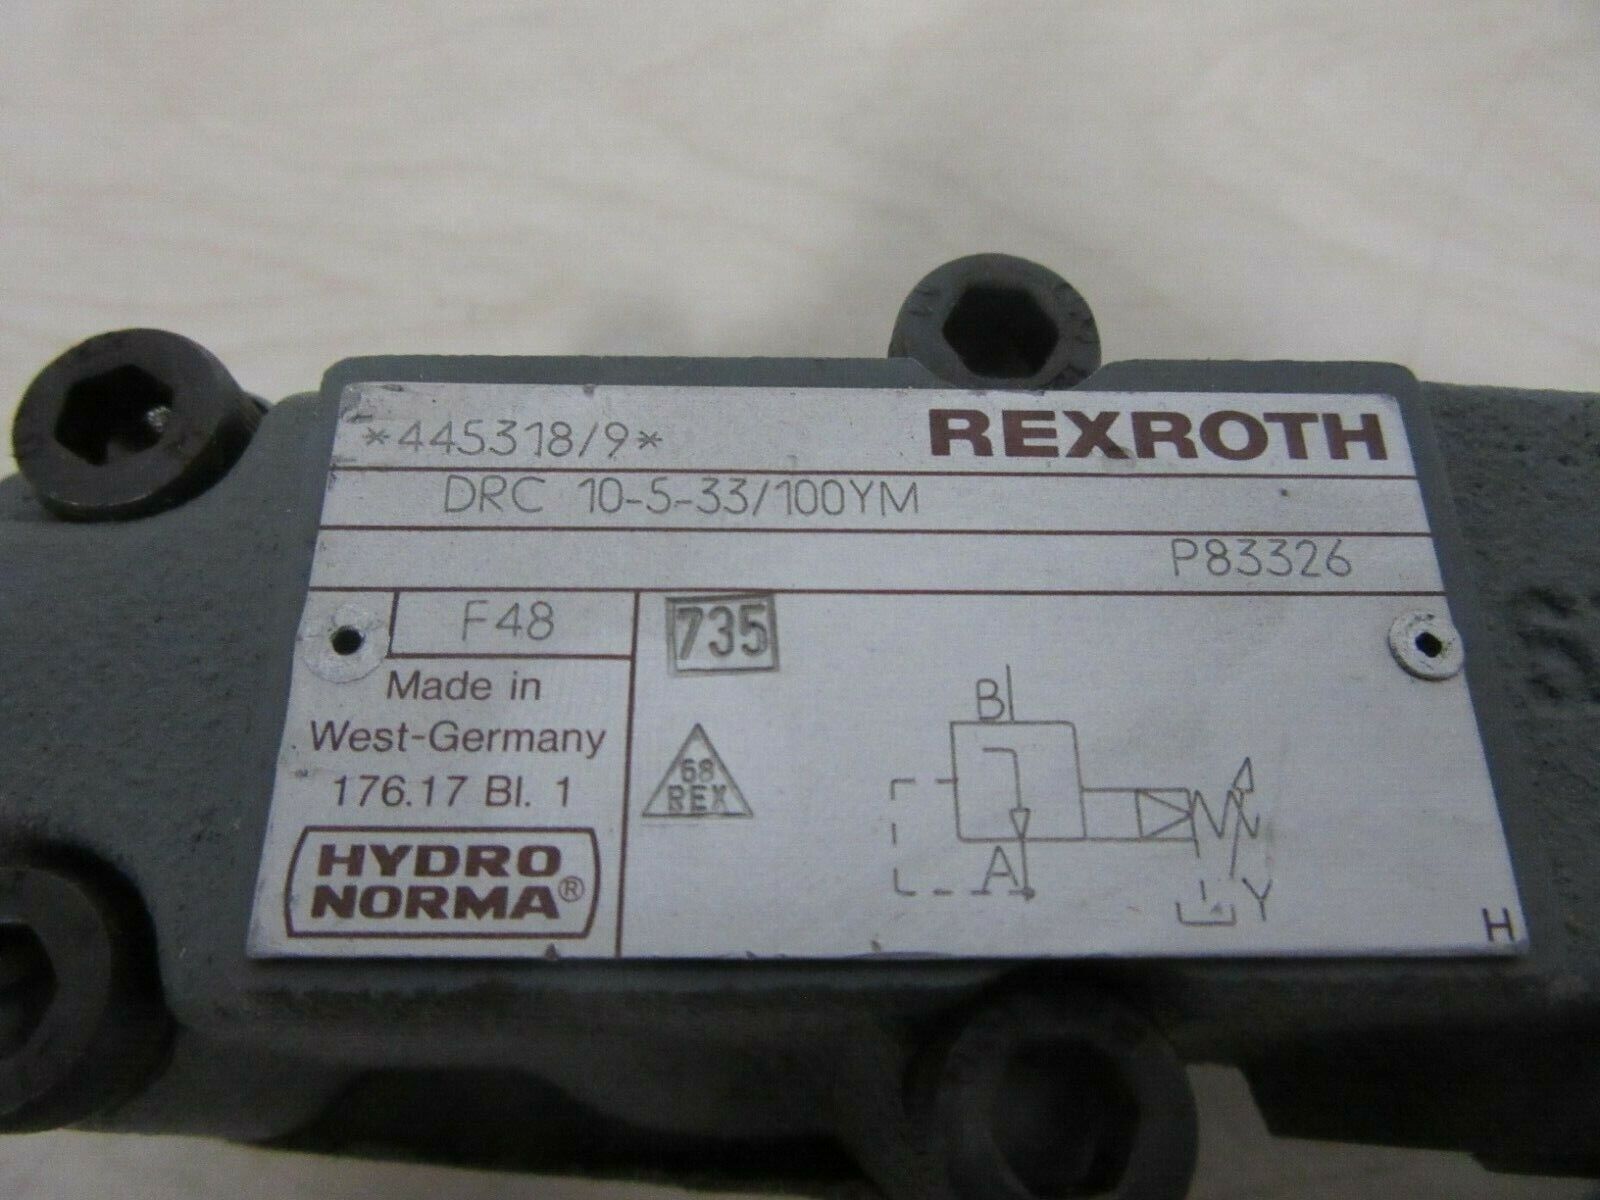 *445318/9*
REXROTH
DRC 10-5-33/100YM
P83326
F48
735
Made in
West-Germany
176.17 Bl. 1
68
REX
HYDRO
NORMA®
B
A
Y
H